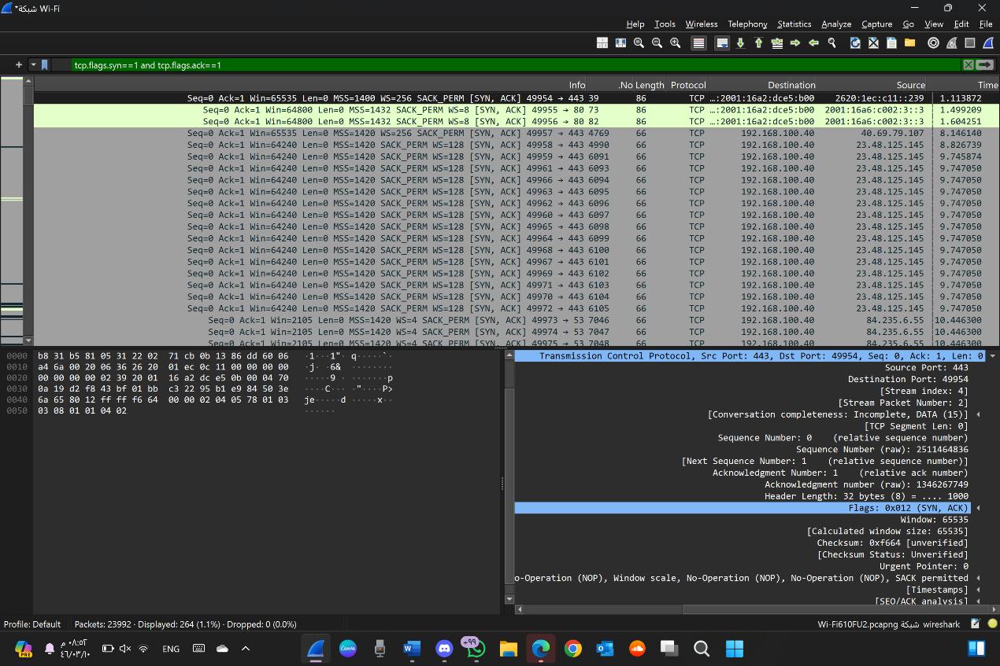 *شبكة Wi-Fi
File Edit View Go Capture Analyze Statistics Telephony Wireless Tools Help
tcp.flags.syn==1 and tcp.flags.ack==1
Info No. Length Protocol Destination Source Time
Seq=0 Ack=1 Win=65535 Len=0 MSS=1400 WS=256 SACK_PERM [SYN, ACK] 49954 → 443 39 86 TCP …:2001:16a2:dce5:b00 2620:1ec:c11::239 1.113872
Seq=0 Ack=1 Win=64800 Len=0 MSS=1432 SACK_PERM WS=8 [SYN, ACK] 49955 → 80 73 86 TCP …:2001:16a2:dce5:b00 2001:16a6:c002:3::3 1.499209
Seq=0 Ack=1 Win=64800 Len=0 MSS=1432 SACK_PERM WS=8 [SYN, ACK] 49956 → 80 82 86 TCP …:2001:16a2:dce5:b00 2001:16a6:c002:3::3 1.604251
Seq=0 Ack=1 Win=65535 Len=0 MSS=1420 WS=256 SACK_PERM [SYN, ACK] 49957 → 443 4769 66 TCP 192.168.100.40 40.69.79.107 8.146140
Seq=0 Ack=1 Win=64240 Len=0 MSS=1420 SACK_PERM WS=128 [SYN, ACK] 49958 → 443 4990 66 TCP 192.168.100.40 23.48.125.145 8.826739
Seq=0 Ack=1 Win=64240 Len=0 MSS=1420 SACK_PERM WS=128 [SYN, ACK] 49959 → 443 6091 66 TCP 192.168.100.40 23.48.125.145 9.745874
Seq=0 Ack=1 Win=64240 Len=0 MSS=1420 SACK_PERM WS=128 [SYN, ACK] 49961 → 443 6093 66 TCP 192.168.100.40 23.48.125.145 9.747050
Seq=0 Ack=1 Win=64240 Len=0 MSS=1420 SACK_PERM WS=128 [SYN, ACK] 49966 → 443 6094 66 TCP 192.168.100.40 23.48.125.145 9.747050
Seq=0 Ack=1 Win=64240 Len=0 MSS=1420 SACK_PERM WS=128 [SYN, ACK] 49963 → 443 6095 66 TCP 192.168.100.40 23.48.125.145 9.747050
Seq=0 Ack=1 Win=64240 Len=0 MSS=1420 SACK_PERM WS=128 [SYN, ACK] 49962 → 443 6096 66 TCP 192.168.100.40 23.48.125.145 9.747050
Seq=0 Ack=1 Win=64240 Len=0 MSS=1420 SACK_PERM WS=128 [SYN, ACK] 49960 → 443 6097 66 TCP 192.168.100.40 23.48.125.145 9.747050
Seq=0 Ack=1 Win=64240 Len=0 MSS=1420 SACK_PERM WS=128 [SYN, ACK] 49965 → 443 6098 66 TCP 192.168.100.40 23.48.125.145 9.747050
Seq=0 Ack=1 Win=64240 Len=0 MSS=1420 SACK_PERM WS=128 [SYN, ACK] 49964 → 443 6099 66 TCP 192.168.100.40 23.48.125.145 9.747050
Seq=0 Ack=1 Win=64240 Len=0 MSS=1420 SACK_PERM WS=128 [SYN, ACK] 49968 → 443 6100 66 TCP 192.168.100.40 23.48.125.145 9.747050
Seq=0 Ack=1 Win=64240 Len=0 MSS=1420 SACK_PERM WS=128 [SYN, ACK] 49967 → 443 6101 66 TCP 192.168.100.40 23.48.125.145 9.747050
Seq=0 Ack=1 Win=64240 Len=0 MSS=1420 SACK_PERM WS=128 [SYN, ACK] 49969 → 443 6102 66 TCP 192.168.100.40 23.48.125.145 9.747050
Seq=0 Ack=1 Win=64240 Len=0 MSS=1420 SACK_PERM WS=128 [SYN, ACK] 49971 → 443 6103 66 TCP 192.168.100.40 23.48.125.145 9.747050
Seq=0 Ack=1 Win=64240 Len=0 MSS=1420 SACK_PERM WS=128 [SYN, ACK] 49970 → 443 6104 66 TCP 192.168.100.40 23.48.125.145 9.747050
Seq=0 Ack=1 Win=64240 Len=0 MSS=1420 SACK_PERM WS=128 [SYN, ACK] 49972 → 443 6105 66 TCP 192.168.100.40 23.48.125.145 9.747050
Seq=0 Ack=1 Win=2105 Len=0 MSS=1420 WS=4 SACK_PERM [SYN, ACK] 49973 → 53 7046 66 TCP 192.168.100.40 84.235.6.55 10.446300
Seq=0 Ack=1 Win=2105 Len=0 MSS=1420 WS=4 SACK_PERM [SYN, ACK] 49974 → 53 7047 66 TCP 192.168.100.40 84.235.6.55 10.446300
Seq=0 Ack=1 Win=2105 Len=0 MSS=1420 WS=4 SACK_PERM [SYN, ACK] 49975 → 53 7048 66 TCP 192.168.100.40 84.235.6.55 10.446300
0000 b8 31 b5 81 05 31 22 02 71 cb 0b 13 86 dd 60 06 ·1···1"· q·····`·
0010 a4 6a 00 20 06 36 26 20 01 ec 0c 11 00 00 00 00 ·j· ·6& ········
0020 00 00 00 00 02 39 20 01 16 a2 dc e5 0b 00 04 70 ·····9 · ·······p
0030 0a 19 d2 f8 43 bf 01 bb c3 22 95 b1 e9 84 50 3e ····C··· ·"····P>
0040 6a 65 80 12 ff ff f6 64 00 00 02 04 05 78 01 03 je·····d ·····x··
0050 03 08 01 01 04 02 ······
Transmission Control Protocol, Src Port: 443, Dst Port: 49954, Seq: 0, Ack: 1, Len: 0
Source Port: 443
Destination Port: 49954
[Stream index: 4]
[Stream Packet Number: 2]
[Conversation completeness: Incomplete, DATA (15)]
[TCP Segment Len: 0]
Sequence Number: 0 (relative sequence number)
Sequence Number (raw): 2511464836
[Next Sequence Number: 1 (relative sequence number)]
Acknowledgment Number: 1 (relative ack number)
Acknowledgment number (raw): 1346267749
Header Length: 32 bytes (8) = .... 1000
Flags: 0x012 (SYN, ACK)
Window: 65535
[Calculated window size: 65535]
Checksum: 0xf664 [unverified]
[Checksum Status: Unverified]
Urgent Pointer: 0
o-Operation (NOP), Window scale, No-Operation (NOP), No-Operation (NOP), SACK permitted
[Timestamps]
[SEQ/ACK analysis]
Profile: Default Packets: 23992 · Displayed: 264 (1.1%) · Dropped: 0 (0.0%) wireshark شبكة Wi-Fi610FU2.pcapng
PRE
٠٨:٥٢ م
٤٦/٠٣/١٠
ENG
Canva
+99